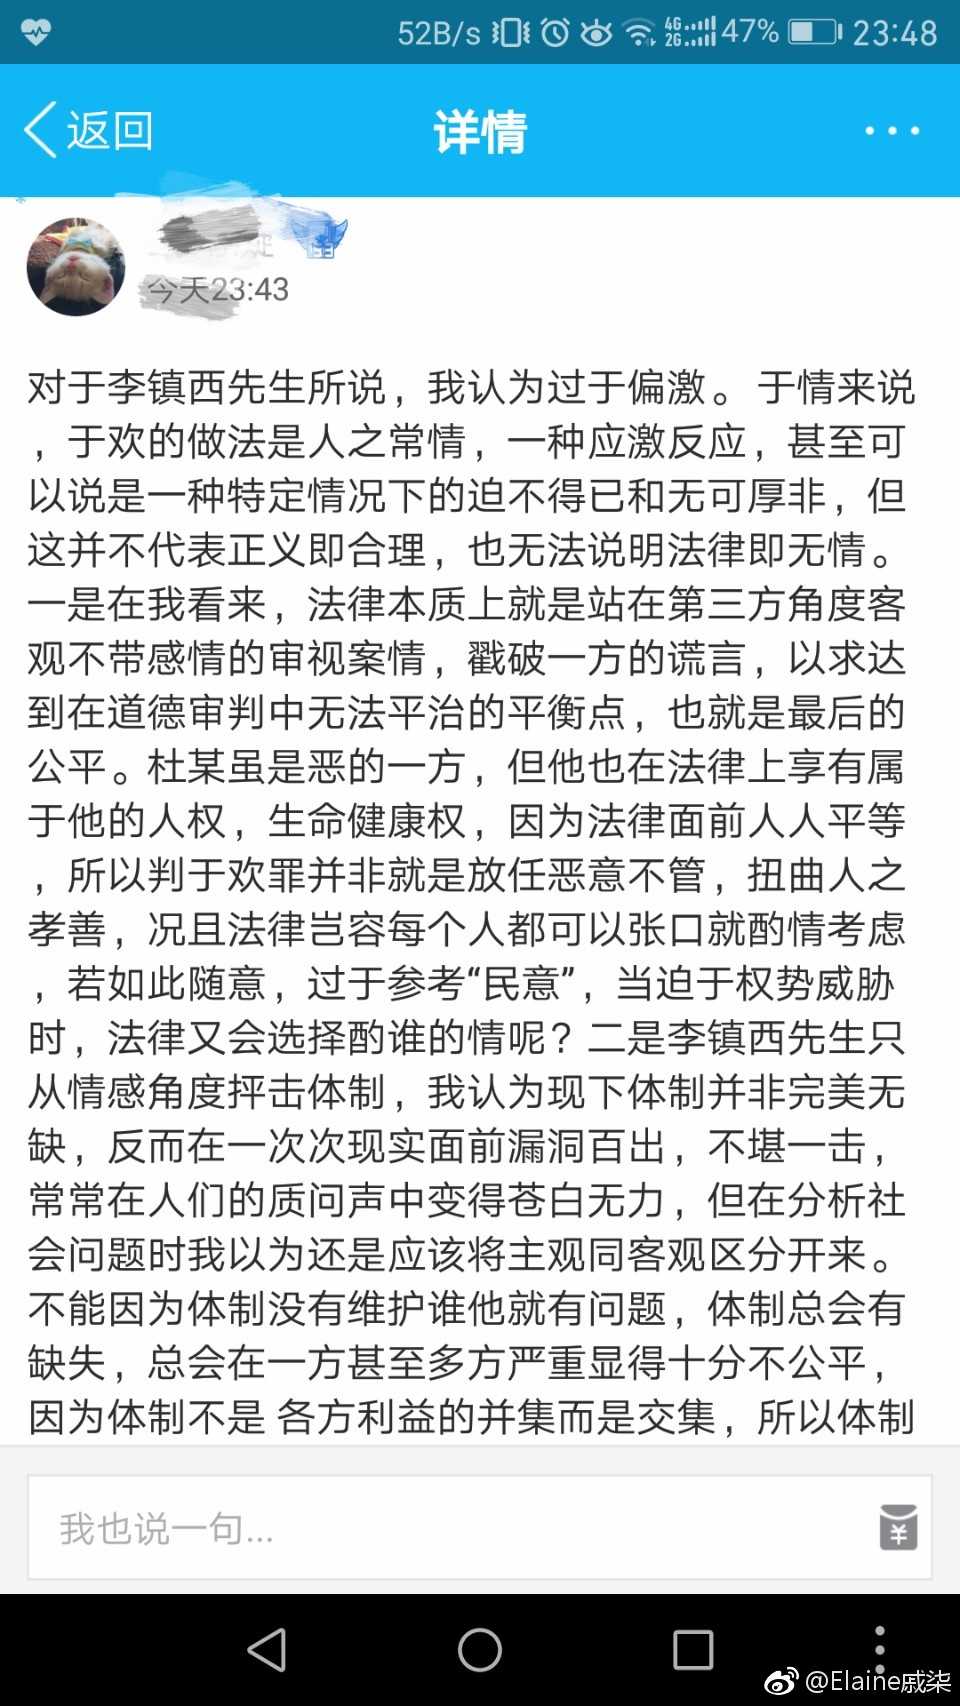 52B/s 4G 2G 47% 23:48
返回 详情
今天23:43
对于李镇西先生所说，我认为过于偏激。于情来说
，于欢的做法是人之常情，一种应激反应，甚至可
以说是一种特定情况下的迫不得已和无可厚非，但
这并不代表正义即合理，也无法说明法律即无情。
一是在我看来，法律本质上就是站在第三方角度客
观不带感情的审视案情，戳破一方的谎言，以求达
到在道德审判中无法平治的平衡点，也就是最后的
公平。杜某虽是恶的一方，但他也在法律上享有属
于他的人权，生命健康权，因为法律面前人人平等
，所以判于欢罪并非就是放任恶意不管，扭曲人之
孝善，况且法律岂容每个人都可以张口就酌情考虑
，若如此随意，过于参考“民意”，当迫于权势威胁
时，法律又会选择酌谁的情呢？二是李镇西先生只
从情感角度抨击体制，我认为现下体制并非完美无
缺，反而在一次次现实面前漏洞百出，不堪一击，
常常在人们的质问声中变得苍白无力，但在分析社
会问题时我以为还是应该将主观同客观区分开来。
不能因为体制没有维护谁他就有问题，体制总会有
缺失，总会在一方甚至多方严重显得十分不公平，
因为体制不是 各方利益的并集而是交集，所以体制
我也说一句...
@Elaine戚柒